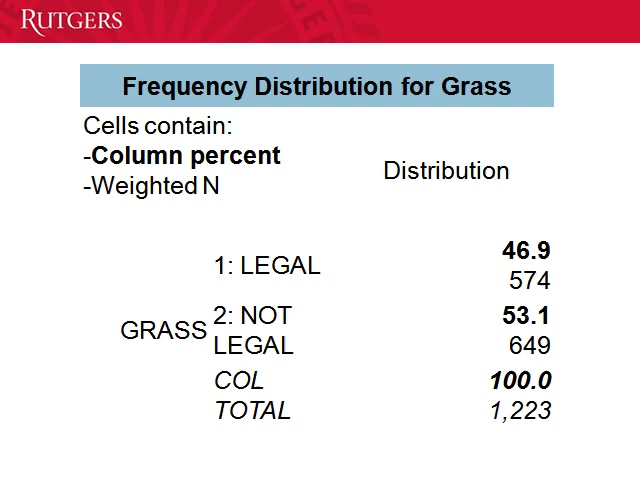 RUTGERS
Frequency Distribution for Grass
Cells contain:
-Column percent
-Weighted N
Distribution
GRASS
1: LEGAL
46.9
574
2: NOT
LEGAL
53.1
649
COL
TOTAL
100.0
1,223